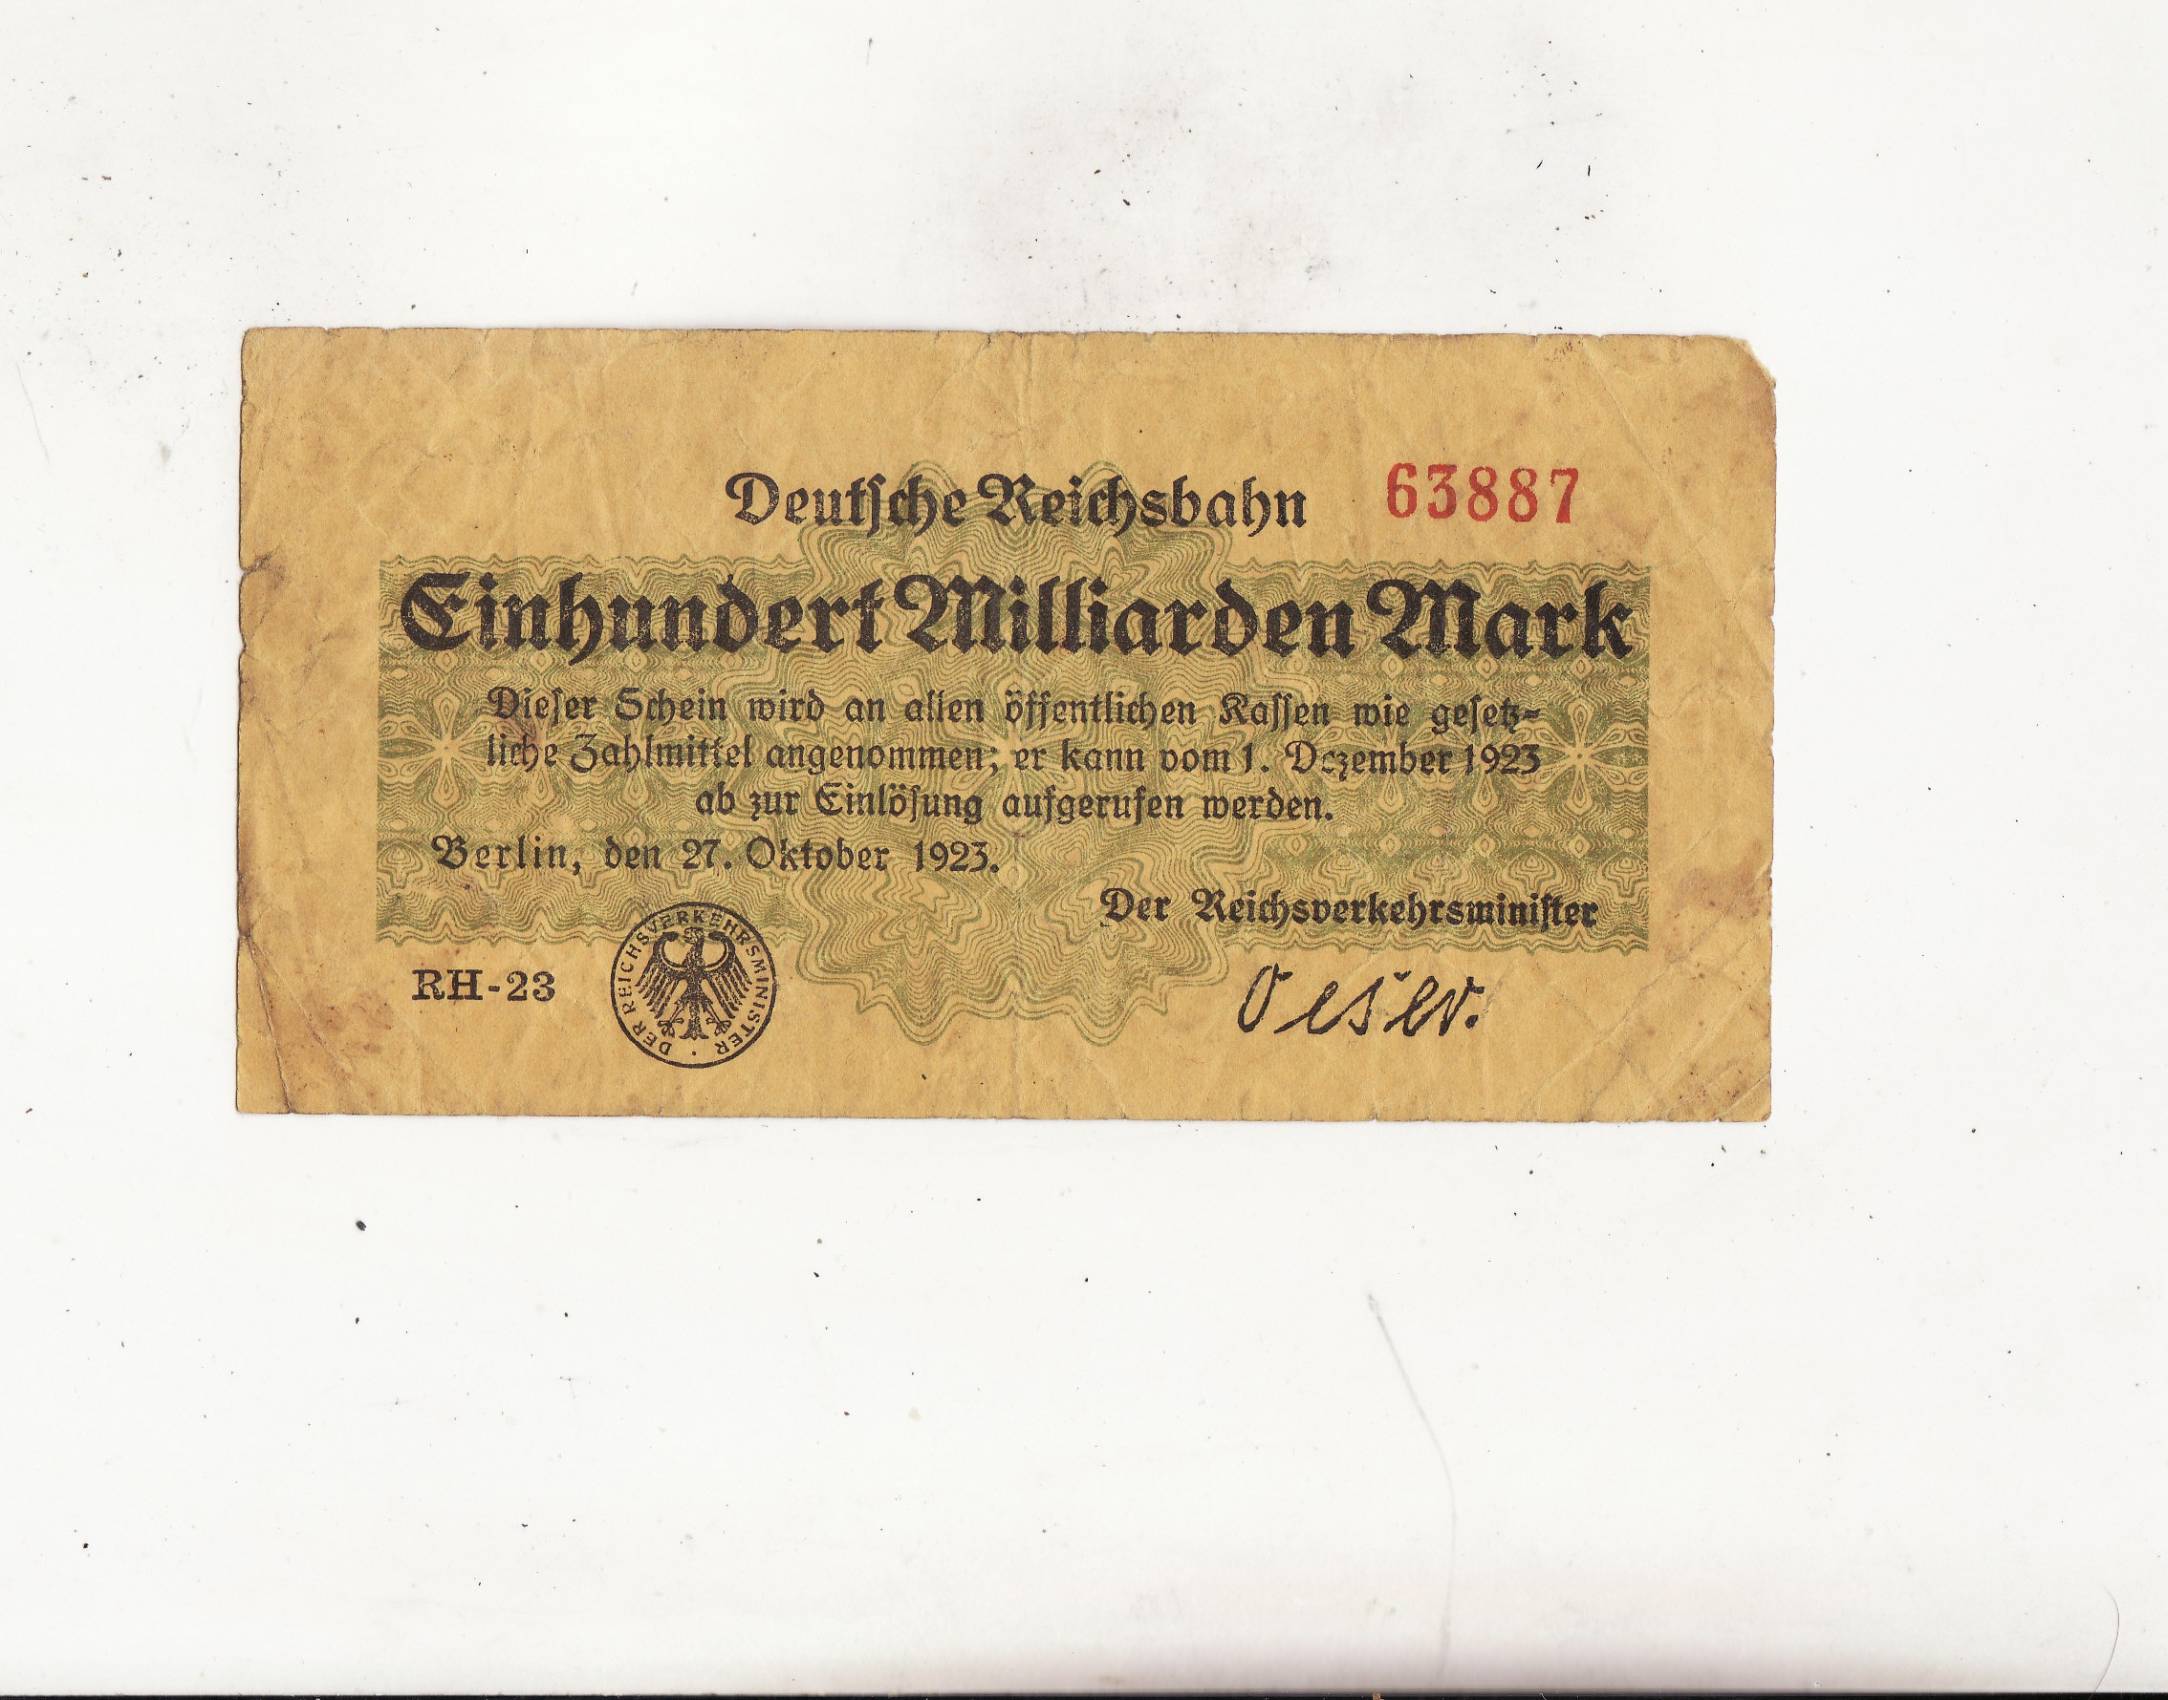 Deutſche Reichsbahn 63887
Einhundert Milliarden Mark
Dieſer Schein wird an allen öffentlichen Kaſſen wie geſetz-
liche Zahlmittel angenommen; er kann vom 1. Dezember 1923
ab zur Einlöſung aufgerufen werden.
Berlin, den 27. Oktober 1923.
Der Reichsverkehrsminiſter
RH-23
DER REICHSVERKEHRSMINISTER
Oeser.